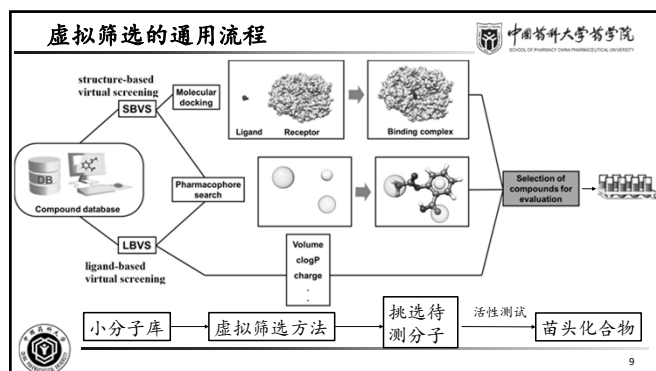 虚拟筛选的通用流程
中国药科大学药学院
SCHOOL OF PHARMACY CHINA PHARMACEUTICAL UNIVERSITY
structure-based
virtual screening
SBVS
Molecular
docking
Ligand
Receptor
Binding complex
DB
Compound database
Pharmacophore
search
Selection of
compounds for
evaluation
LBVS
ligand-based
virtual screening
Volume
clogP
charge
.
.
小分子库
虚拟筛选方法
挑选待
测分子
活性测试
苗头化合物
9